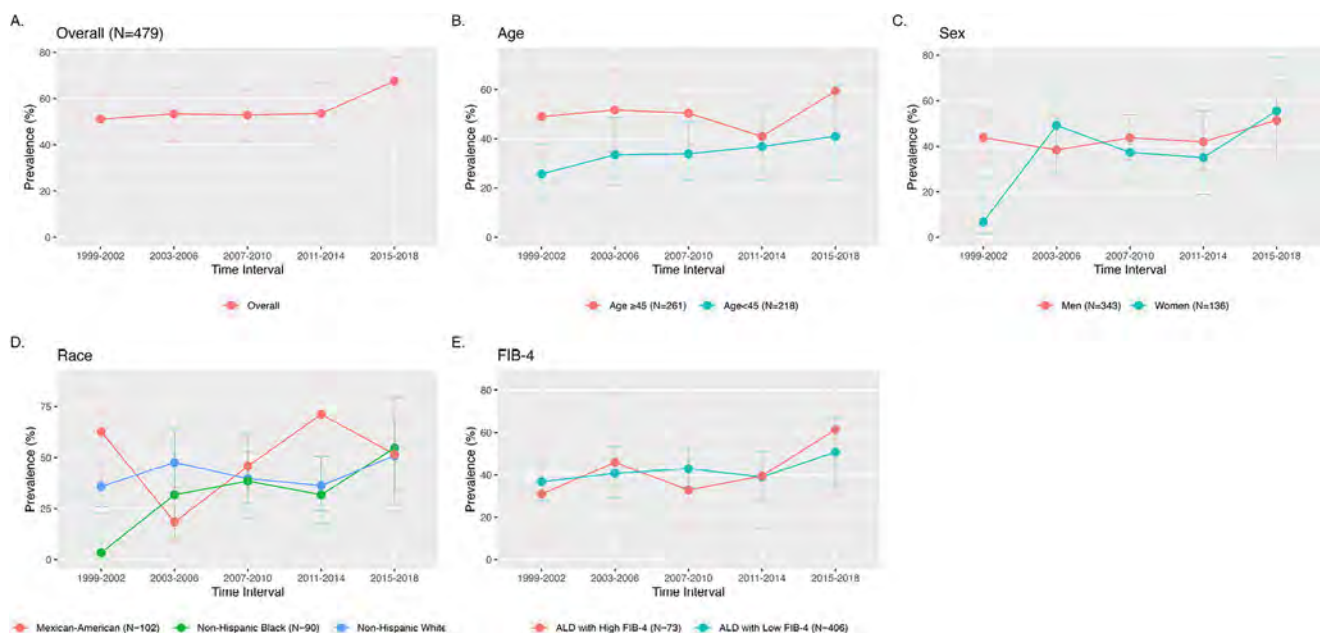 A.
Overall (N=479)
80
60
40
20
0
Prevalence (%)
1999-2002 2003-2006 2007-2010 2011-2014 2015-2018
Time Interval
Overall
B.
Age
60
40
20
0
Prevalence (%)
1999-2002 2003-2006 2007-2010 2011-2014 2015-2018
Time Interval
Age ≥45 (N=261) Age<45 (N=218)
C.
Sex
80
60
40
20
0
Prevalence (%)
1999-2002 2003-2006 2007-2010 2011-2014 2015-2018
Time Interval
Men (N=343) Women (N=136)
D.
Race
75
50
25
0
Prevalence (%)
1999-2002 2003-2006 2007-2010 2011-2014 2015-2018
Time Interval
Mexican-American (N=102) Non-Hispanic Black (N=90) Non-Hispanic White
E.
FIB-4
80
60
40
20
0
Prevalence (%)
1999-2002 2003-2006 2007-2010 2011-2014 2015-2018
Time Interval
ALD with High FIB-4 (N=73) ALD with Low FIB-4 (N=406)